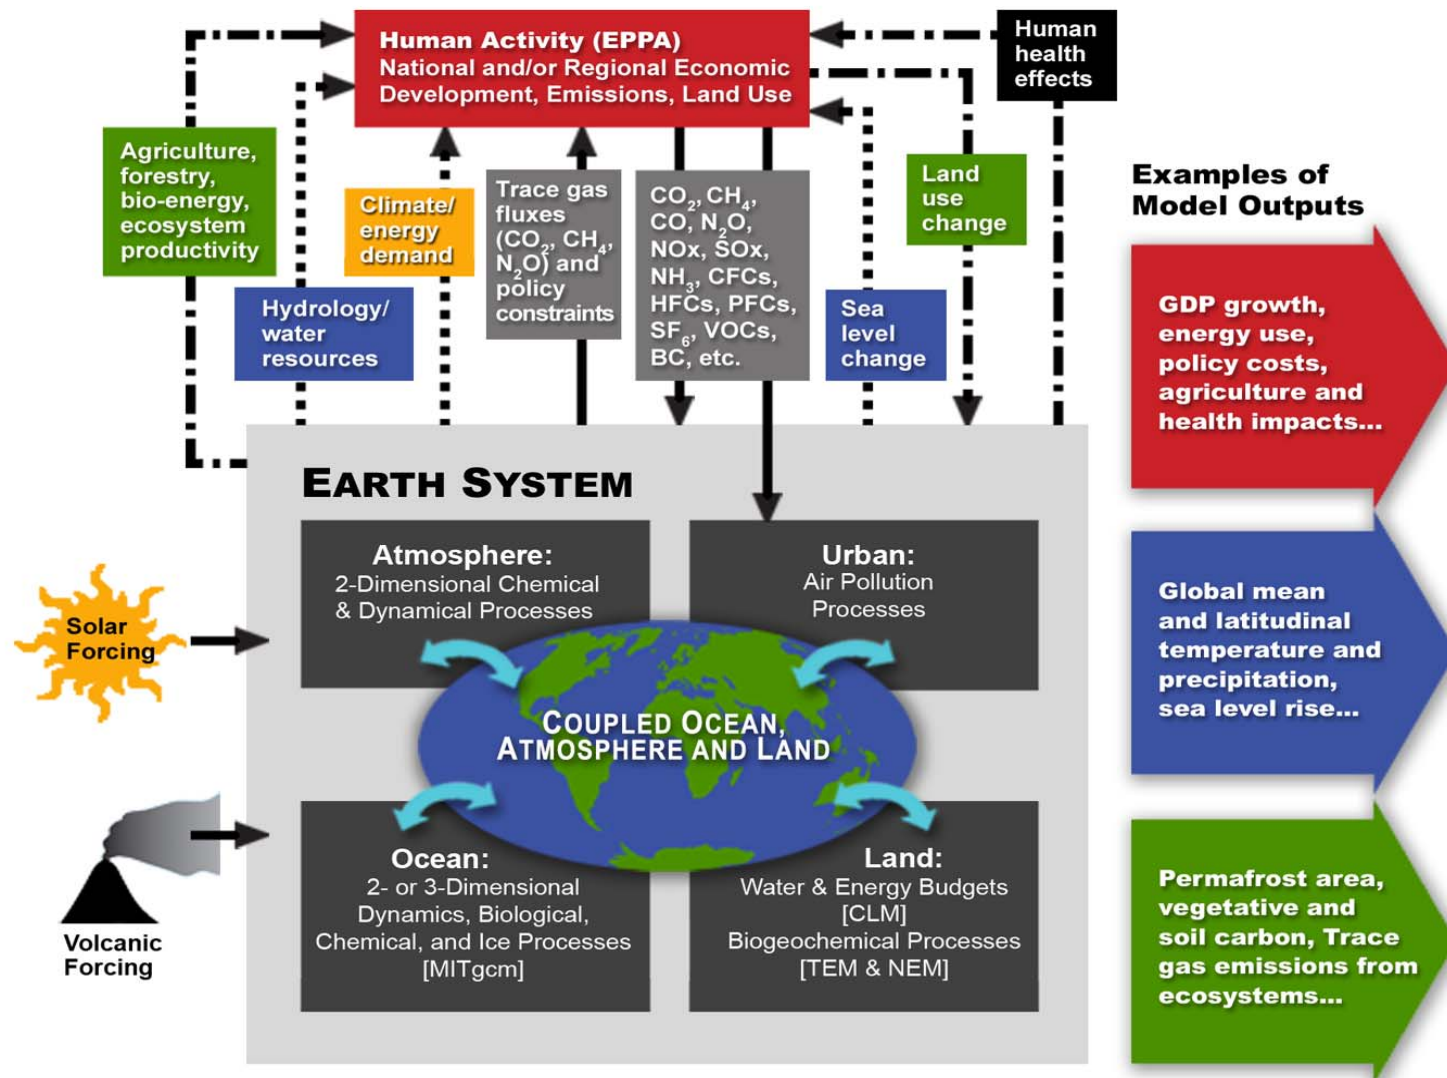 Human Activity (EPPA)
National and/or Regional Economic
Development, Emissions, Land Use
Human
health
effects
Agriculture,
forestry,
bio-energy,
ecosystem
productivity
Hydrology/
water
resources
Climate/
energy
demand
Trace gas
fluxes
(CO₂, CH₄,
N₂O) and
policy
constraints
CO₂, CH₄,
CO, N₂O,
NOx, SOx,
NH₃, CFCs,
HFCs, PFCs,
SF₆, VOCs,
BC, etc.
Sea
level
change
Land
use
change
EARTH SYSTEM
Atmosphere:
2-Dimensional Chemical
& Dynamical Processes
Urban:
Air Pollution
Processes
Solar
Forcing
COUPLED OCEAN,
ATMOSPHERE AND LAND
Volcanic
Forcing
Ocean:
2- or 3-Dimensional
Dynamics, Biological,
Chemical, and Ice Processes
[MITgcm]
Land:
Water & Energy Budgets
[CLM]
Biogeochemical Processes
[TEM & NEM]
Examples of
Model Outputs
GDP growth,
energy use,
policy costs,
agriculture and
health impacts...
Global mean
and latitudinal
temperature and
precipitation,
sea level rise...
Permafrost area,
vegetative and
soil carbon, Trace
gas emissions from
ecosystems...